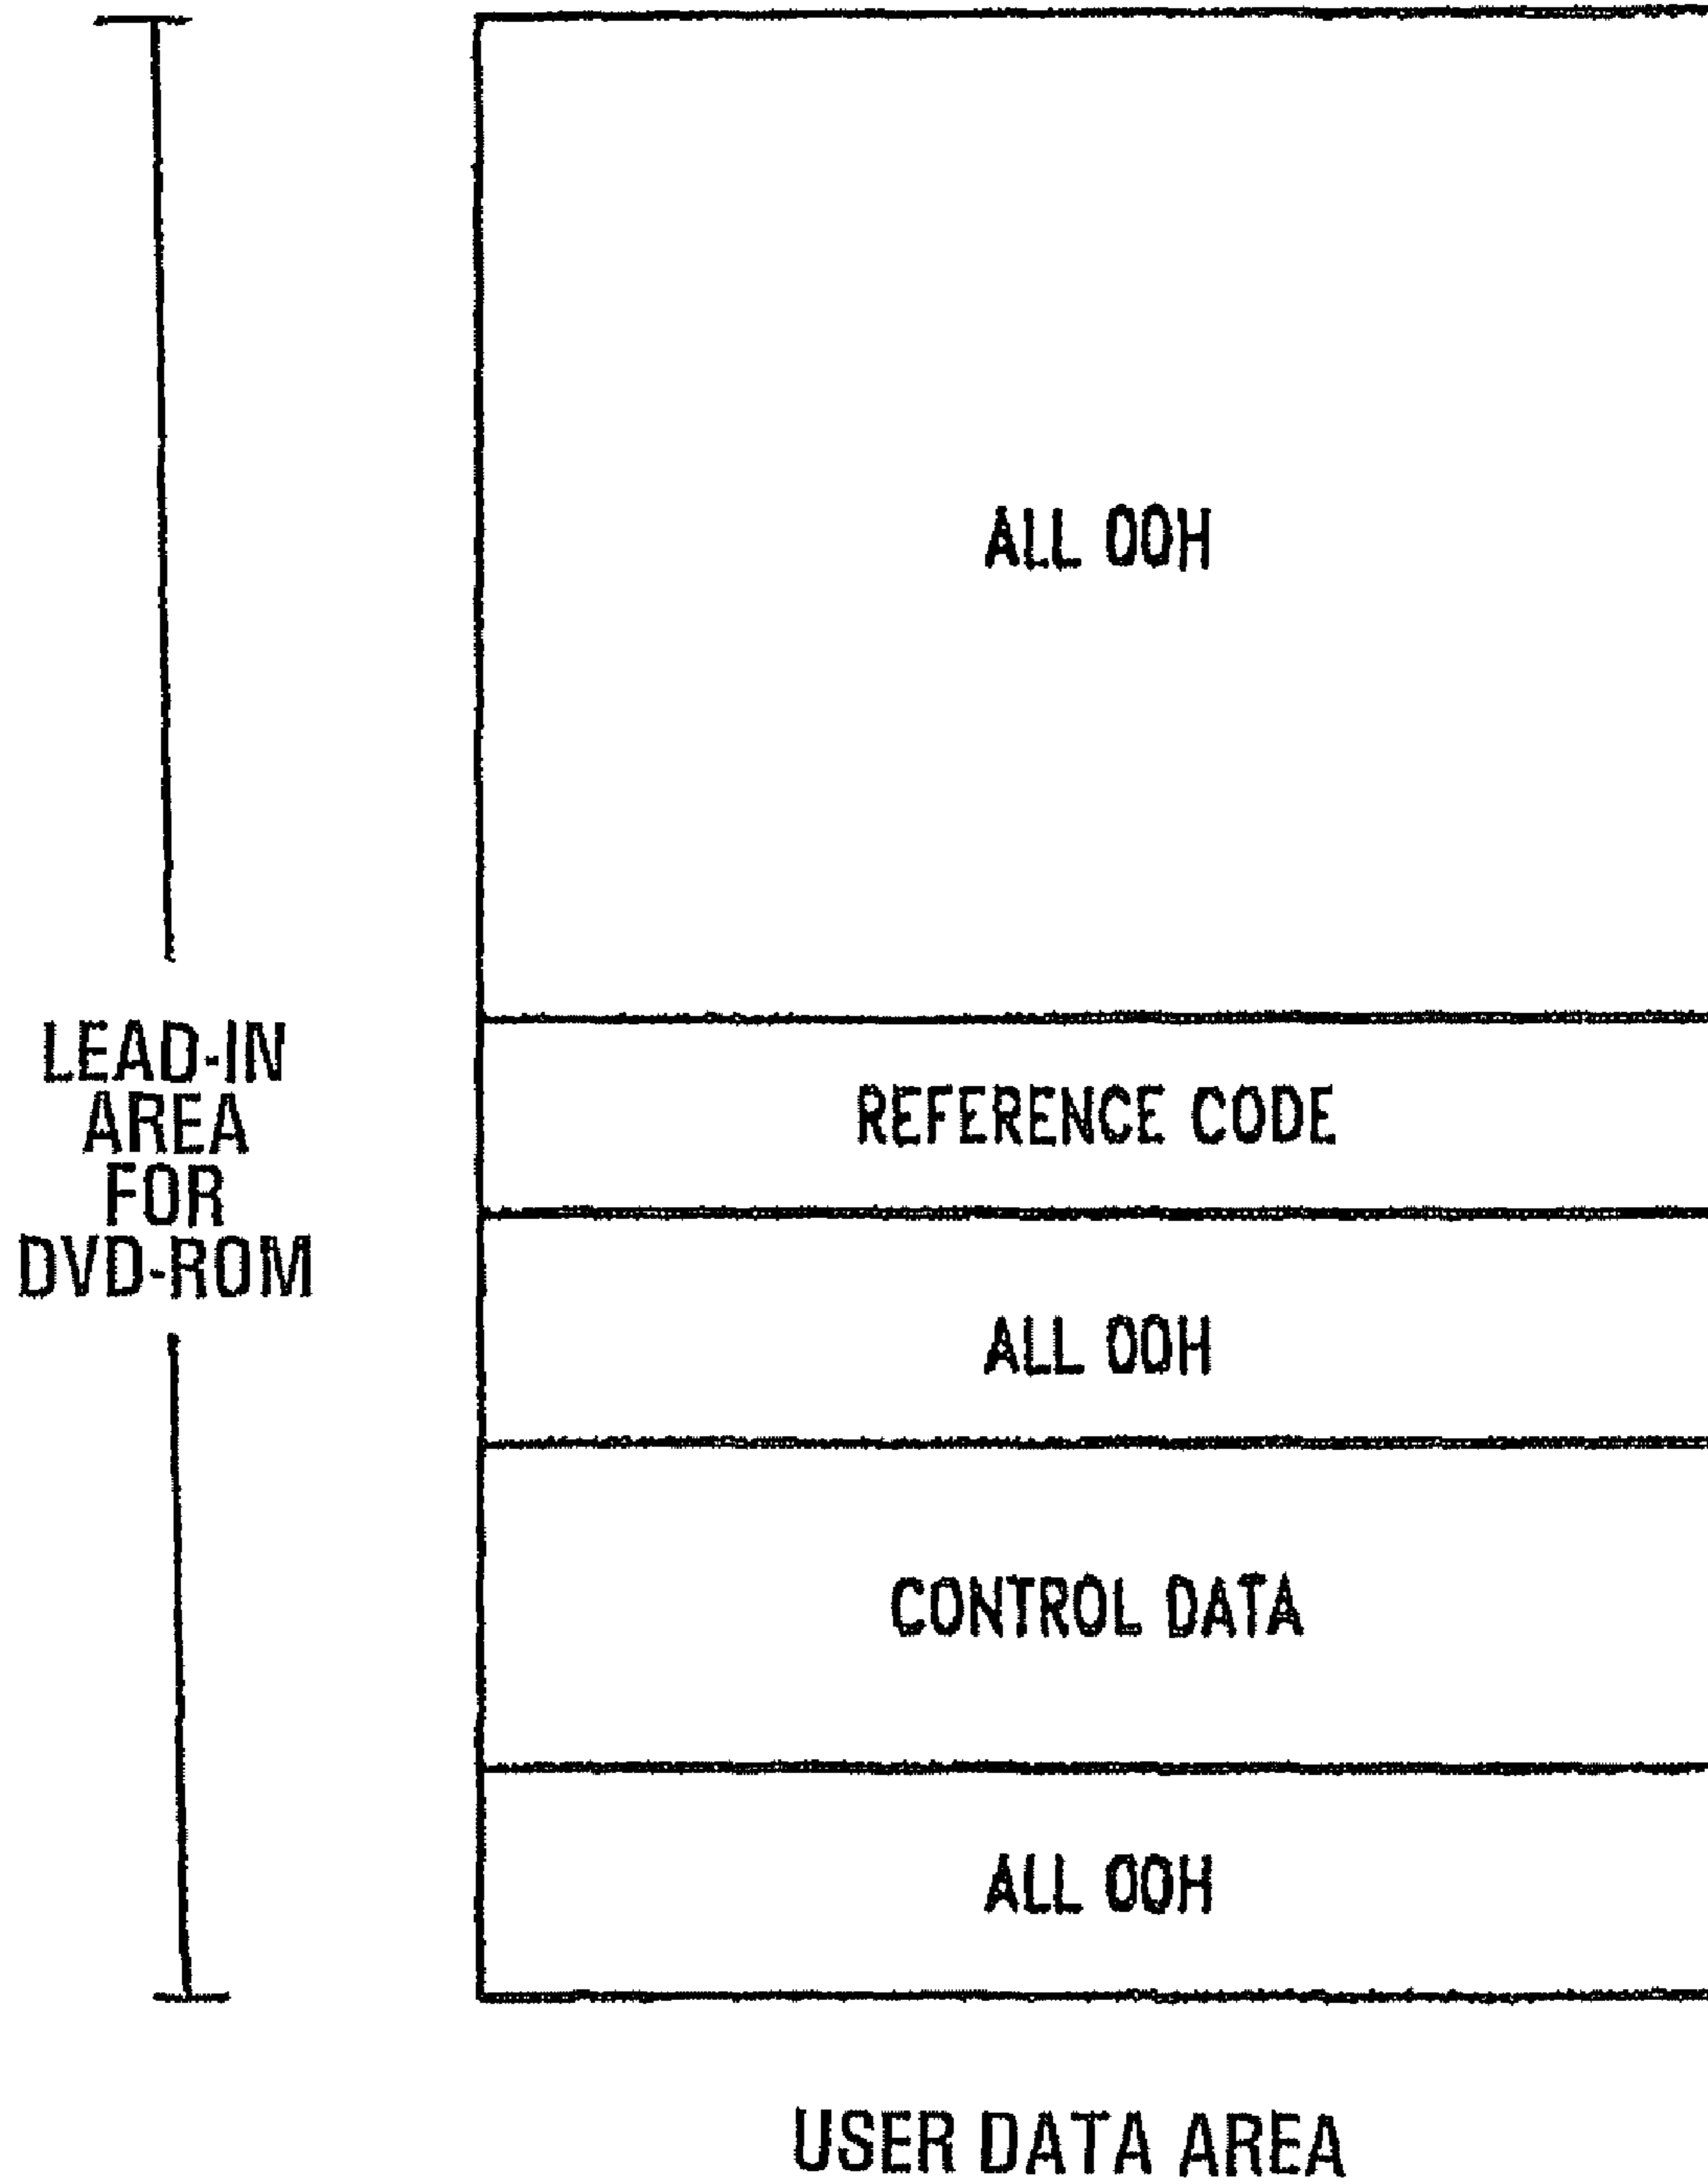 ALL 00H
LEAD-IN
AREA
FOR
DVD-ROM
REFERENCE CODE
ALL 00H
CONTROL DATA
ALL 00H
USER DATA AREA